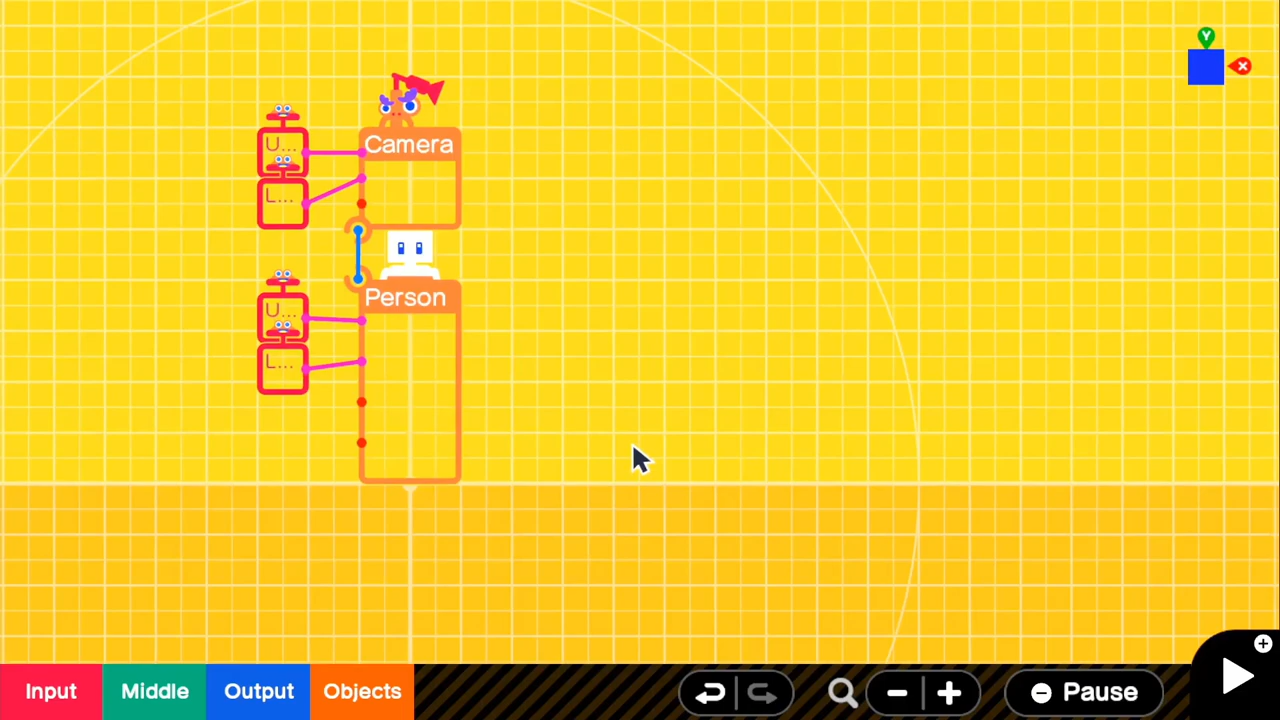 Y
U...
Camera
L...
Person
U...
L...
Input
Middle
Output
Objects
Pause